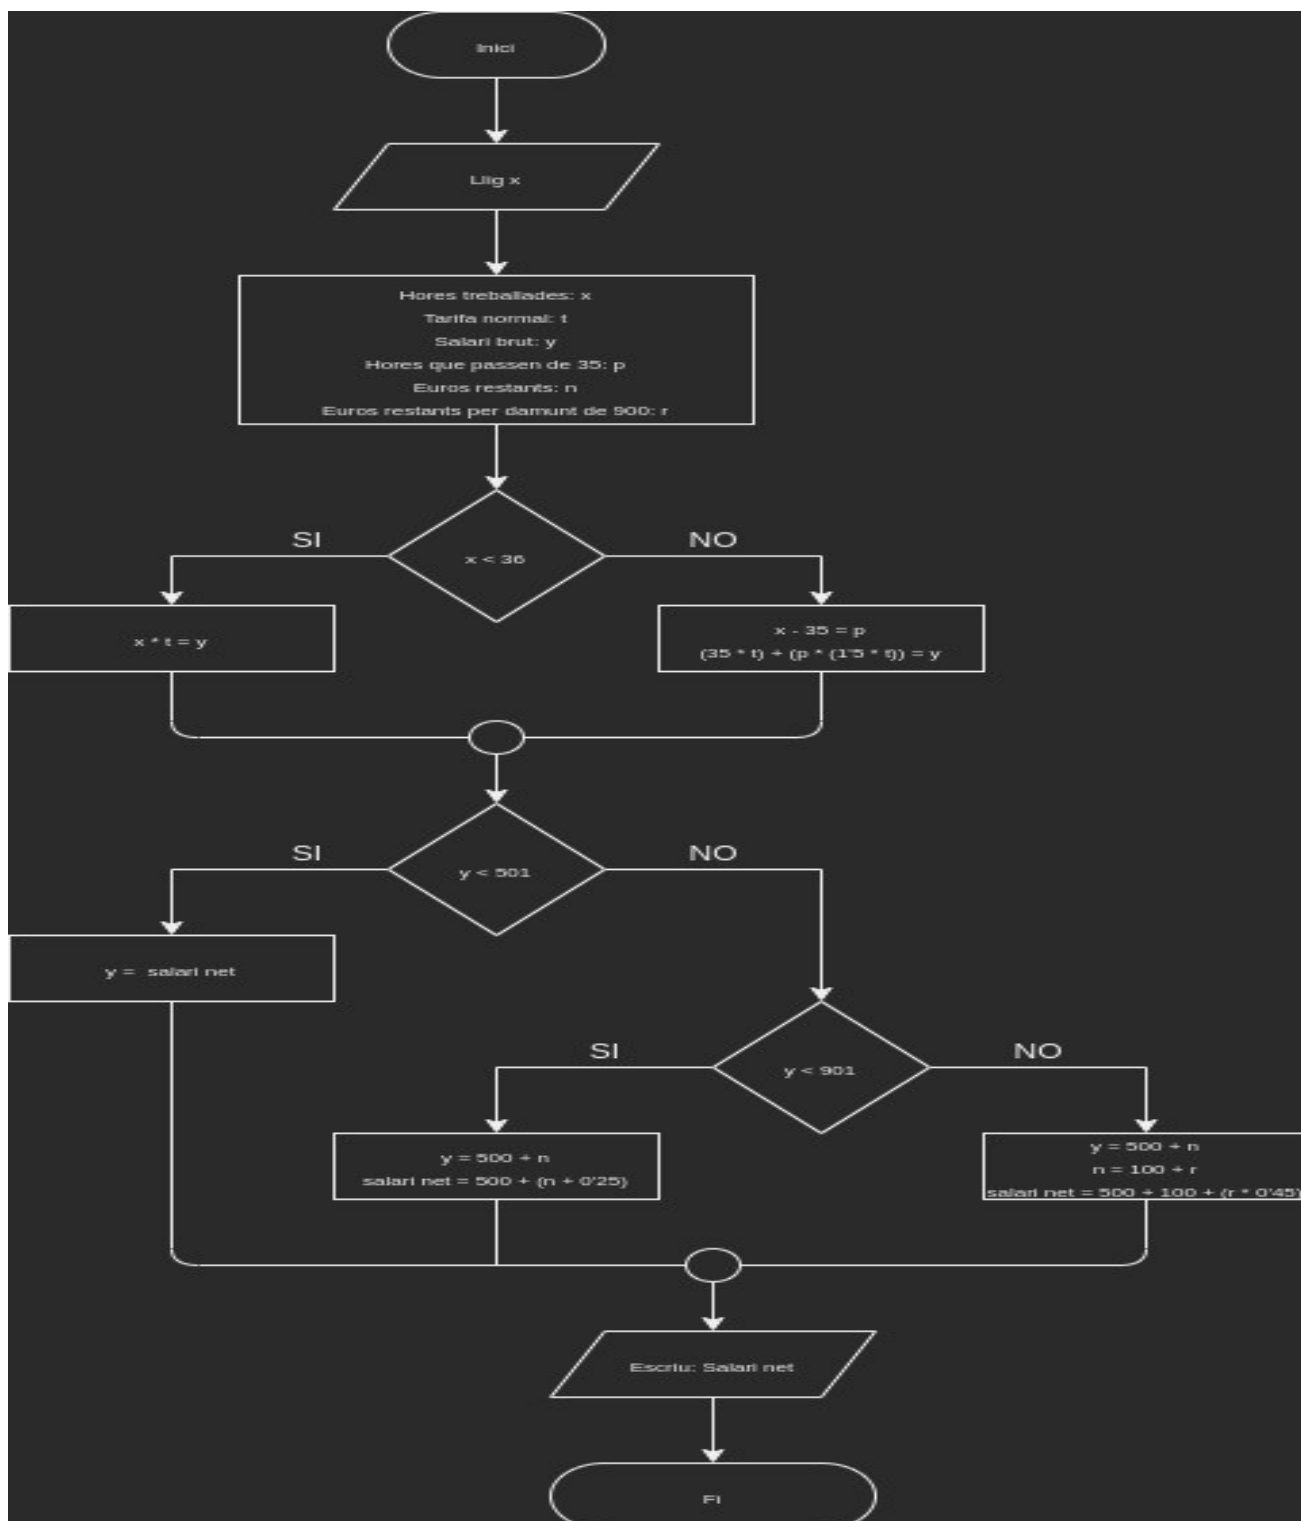 Inici
Llig x
Hores treballades: x
Tarifa normal: t
Salari brut: y
Hores que passen de 35: p
Euros restants: n
Euros restants per damunt de 900: r
SI
NO
x < 36
x * t = y
x - 35 = p
(35 * t) + (p * (1'5 * t)) = y
SI
NO
y < 501
y = salari net
SI
NO
y < 901
y = 500 + n
salari net = 500 + (n + 0'25)
y = 500 + n
n = 100 + r
salari net = 500 + 100 + (r * 0'45)
Escriu: Salari net
Fi